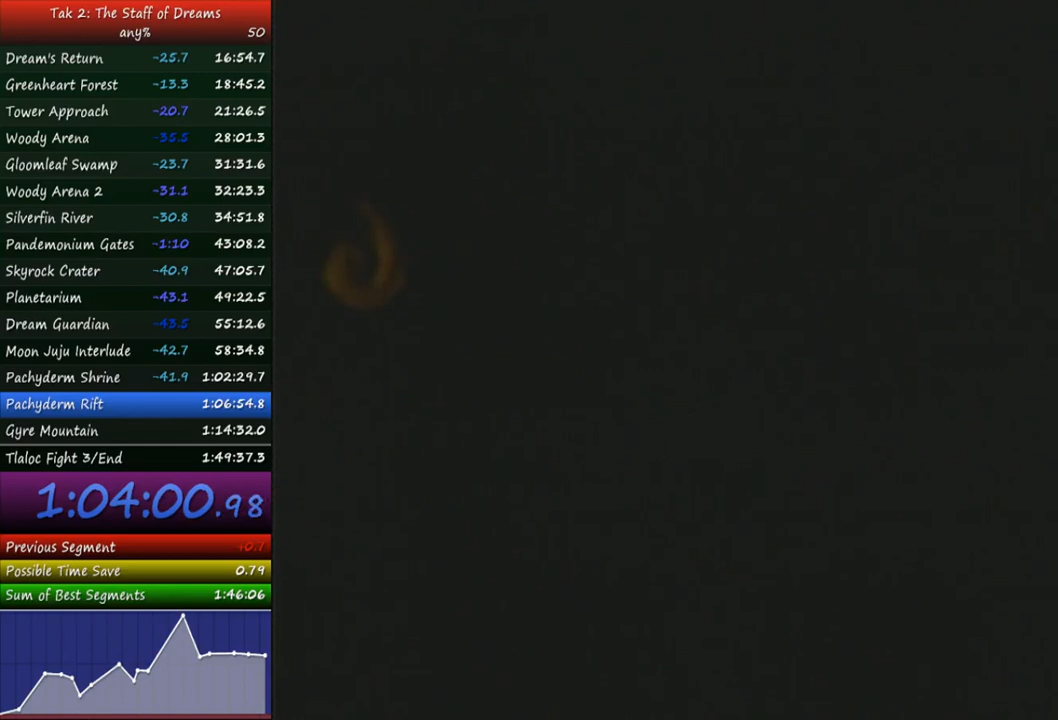 Tak 2: The Staff of Dreams
any% 50
Dream's Return -25.7 16:54.7
Greenheart Forest -13.3 18:45.2
Tower Approach -20.7 21:26.5
Woody Arena -35.5 28:01.3
Gloomleaf Swamp -23.7 31:31.6
Woody Arena 2 -31.1 32:23.3
Silverfin River -30.8 34:51.8
Pandemonium Gates -1:10 43:08.2
Skyrock Crater -40.9 47:05.7
Planetarium -43.1 49:22.5
Dream Guardian -43.5 55:12.6
Moon Juju Interlude -42.7 58:34.8
Pachyderm Shrine -41.9 1:02:29.7
Pachyderm Rift 1:06:54.8
Gyre Mountain 1:14:32.0
Tlaloc Fight 3/End 1:49:37.3
1:04:00.98
Previous Segment +0.7
Possible Time Save 0.79
Sum of Best Segments 1:46:06